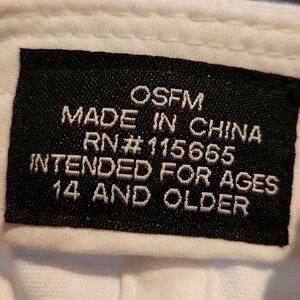 OSFM
MADE IN CHINA
RN#115665
INTENDED FOR AGES
14 AND OLDER